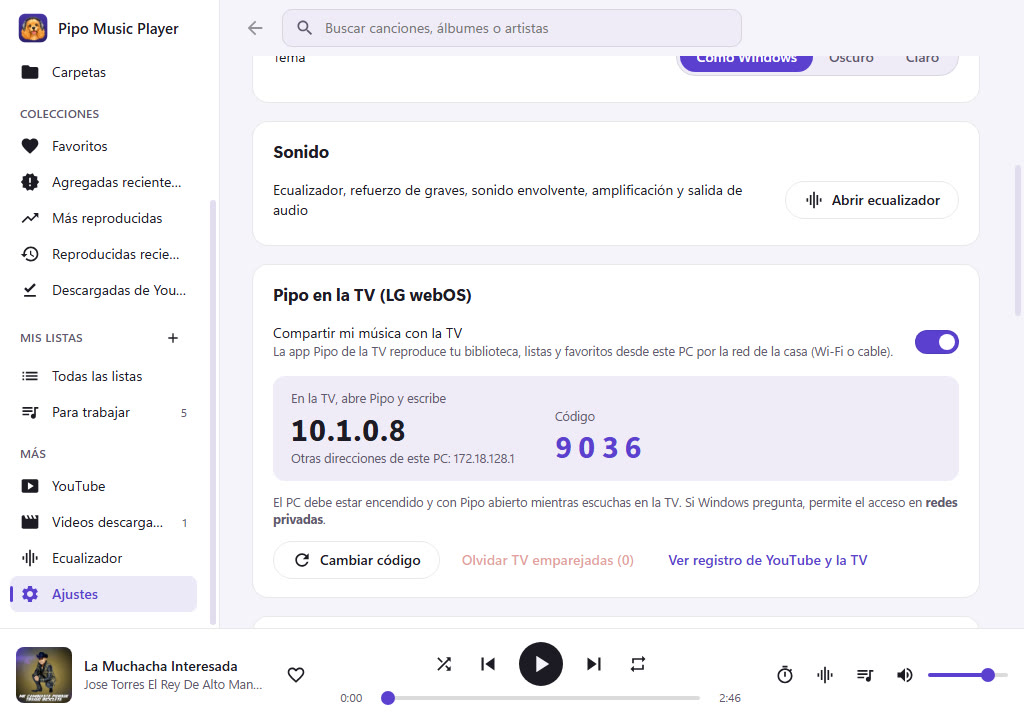 Pipo Music Player
Buscar canciones, álbumes o artistas
Carpetas
COLECCIONES
Favoritos
Agregadas reciente...
Más reproducidas
Reproducidas recie...
Descargadas de You...
MIS LISTAS
Todas las listas
Para trabajar 5
MÁS
YouTube
Videos descarga... 1
Ecualizador
Ajustes
Tema
Como Windows Oscuro Claro
Sonido
Ecualizador, refuerzo de graves, sonido envolvente, amplificación y salida de
audio
Abrir ecualizador
Pipo en la TV (LG webOS)
Compartir mi música con la TV
La app Pipo de la TV reproduce tu biblioteca, listas y favoritos desde este PC por la red de la casa (Wi-Fi o cable).
En la TV, abre Pipo y escribe
10.1.0.8
Otras direcciones de este PC: 172.18.128.1
Código
9036
El PC debe estar encendido y con Pipo abierto mientras escuchas en la TV. Si Windows pregunta, permite el acceso en redes
privadas.
Cambiar código Olvidar TV emparejadas (0) Ver registro de YouTube y la TV
La Muchacha Interesada
Jose Torres El Rey De Alto Man...
0:00 2:46